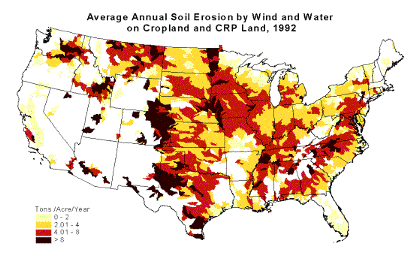 Average Annual Soil Erosion by Wind and Water
on Cropland and CRP Land, 1992
Tons /Acre/Year
0 - 2
2.01 - 4
4.01 - 8
> 8